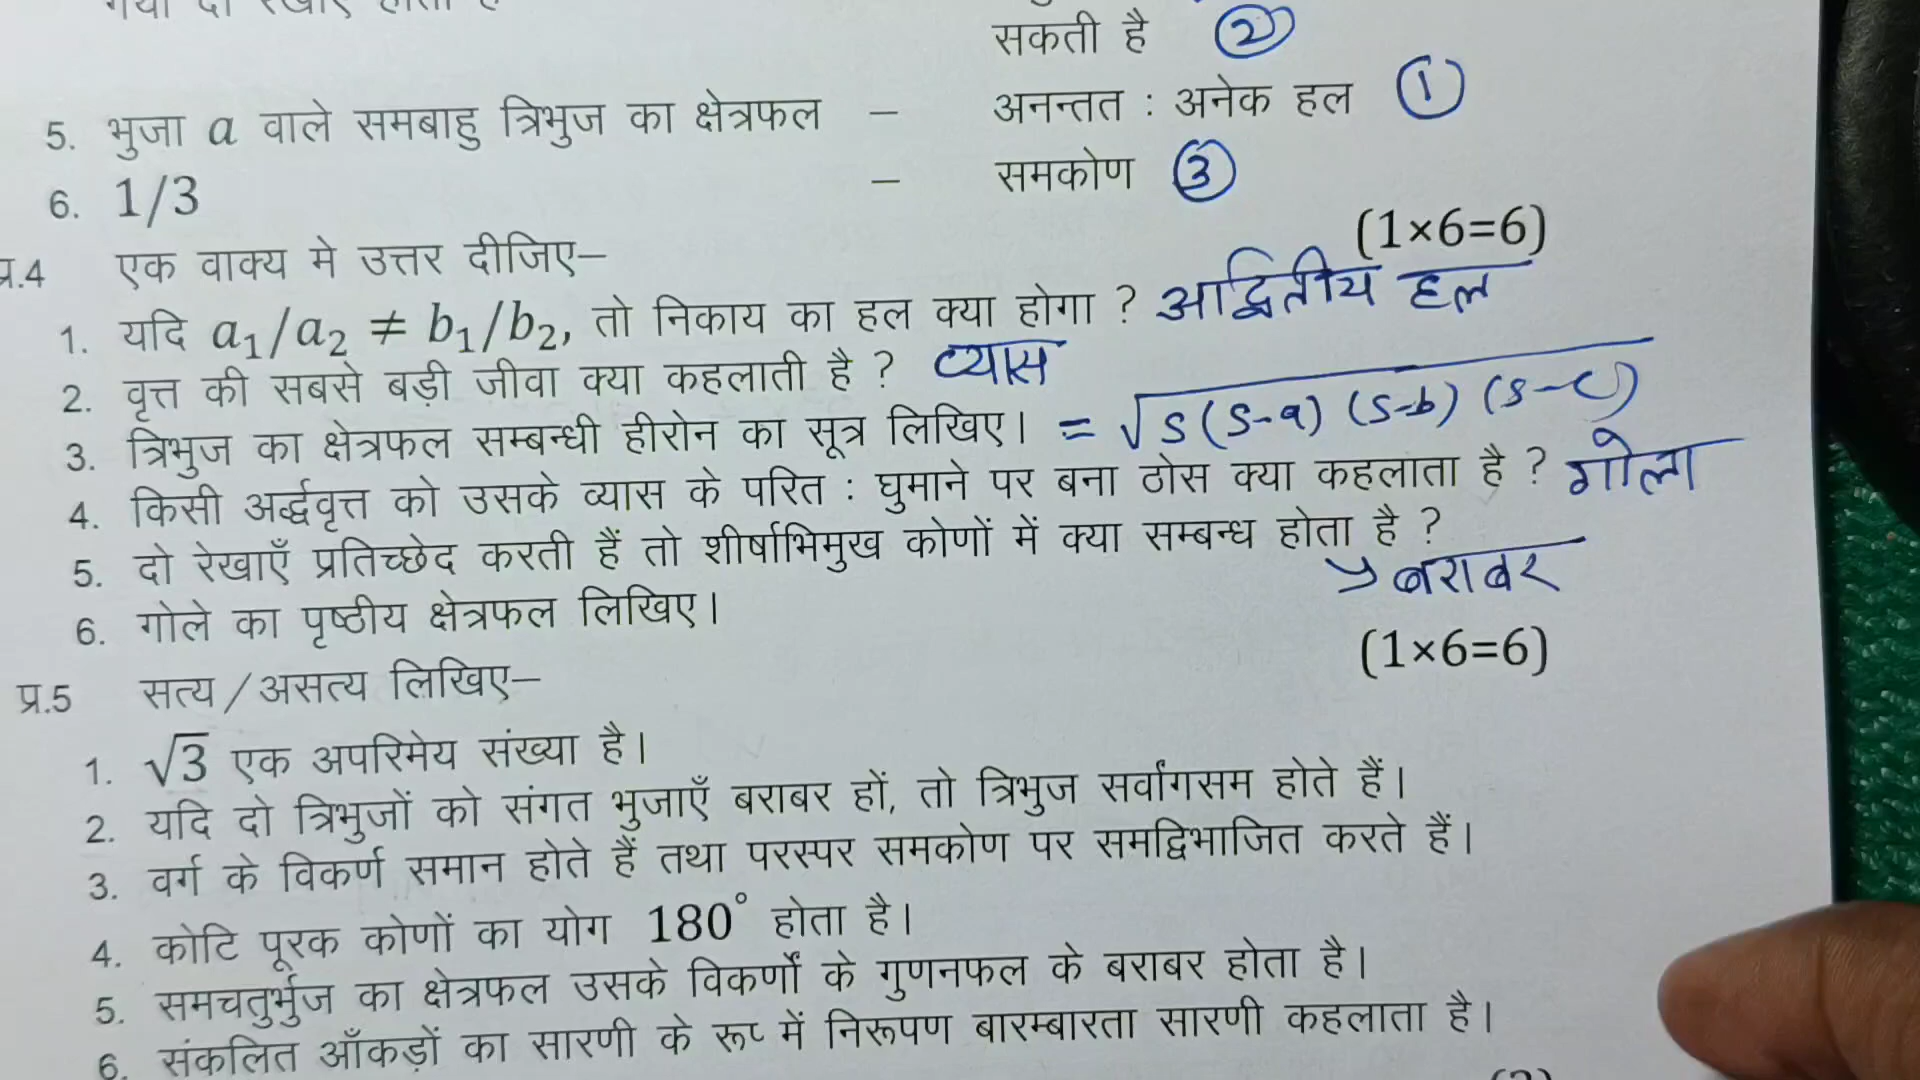 गया दो रेखाएँ होता है
सकती है (2)
5. भुजा a वाले समबाहु त्रिभुज का क्षेत्रफल – अनन्तत : अनेक हल (1)
6. 1/3 – समकोण (3)
(1×6=6)
प्र.4 एक वाक्य मे उत्तर दीजिए–
1. यदि a₁/a₂ ≠ b₁/b₂, तो निकाय का हल क्या होगा ? अद्वितीय हल
2. वृत्त की सबसे बड़ी जीवा क्या कहलाती है ? व्यास
3. त्रिभुज का क्षेत्रफल सम्बन्धी हीरोन का सूत्र लिखिए। = √s(s-a) (s-b) (s-c)
4. किसी अर्द्धवृत्त को उसके व्यास के परित : घुमाने पर बना ठोस क्या कहलाता है ? गोला
5. दो रेखाएँ प्रतिच्छेद करती हैं तो शीर्षाभिमुख कोणों में क्या सम्बन्ध होता है ?
→ बराबर
6. गोले का पृष्ठीय क्षेत्रफल लिखिए।
(1×6=6)
प्र.5 सत्य/असत्य लिखिए–
1. √3 एक अपरिमेय संख्या है।
2. यदि दो त्रिभुजों को संगत भुजाएँ बराबर हों, तो त्रिभुज सर्वांगसम होते हैं।
3. वर्ग के विकर्ण समान होते हैं तथा परस्पर समकोण पर समद्विभाजित करते हैं।
4. कोटि पूरक कोणों का योग 180° होता है।
5. समचतुर्भुज का क्षेत्रफल उसके विकर्णों के गुणनफल के बराबर होता है।
6. संकलित आँकड़ों का सारणी के रूप में निरूपण बारम्बारता सारणी कहलाता है।